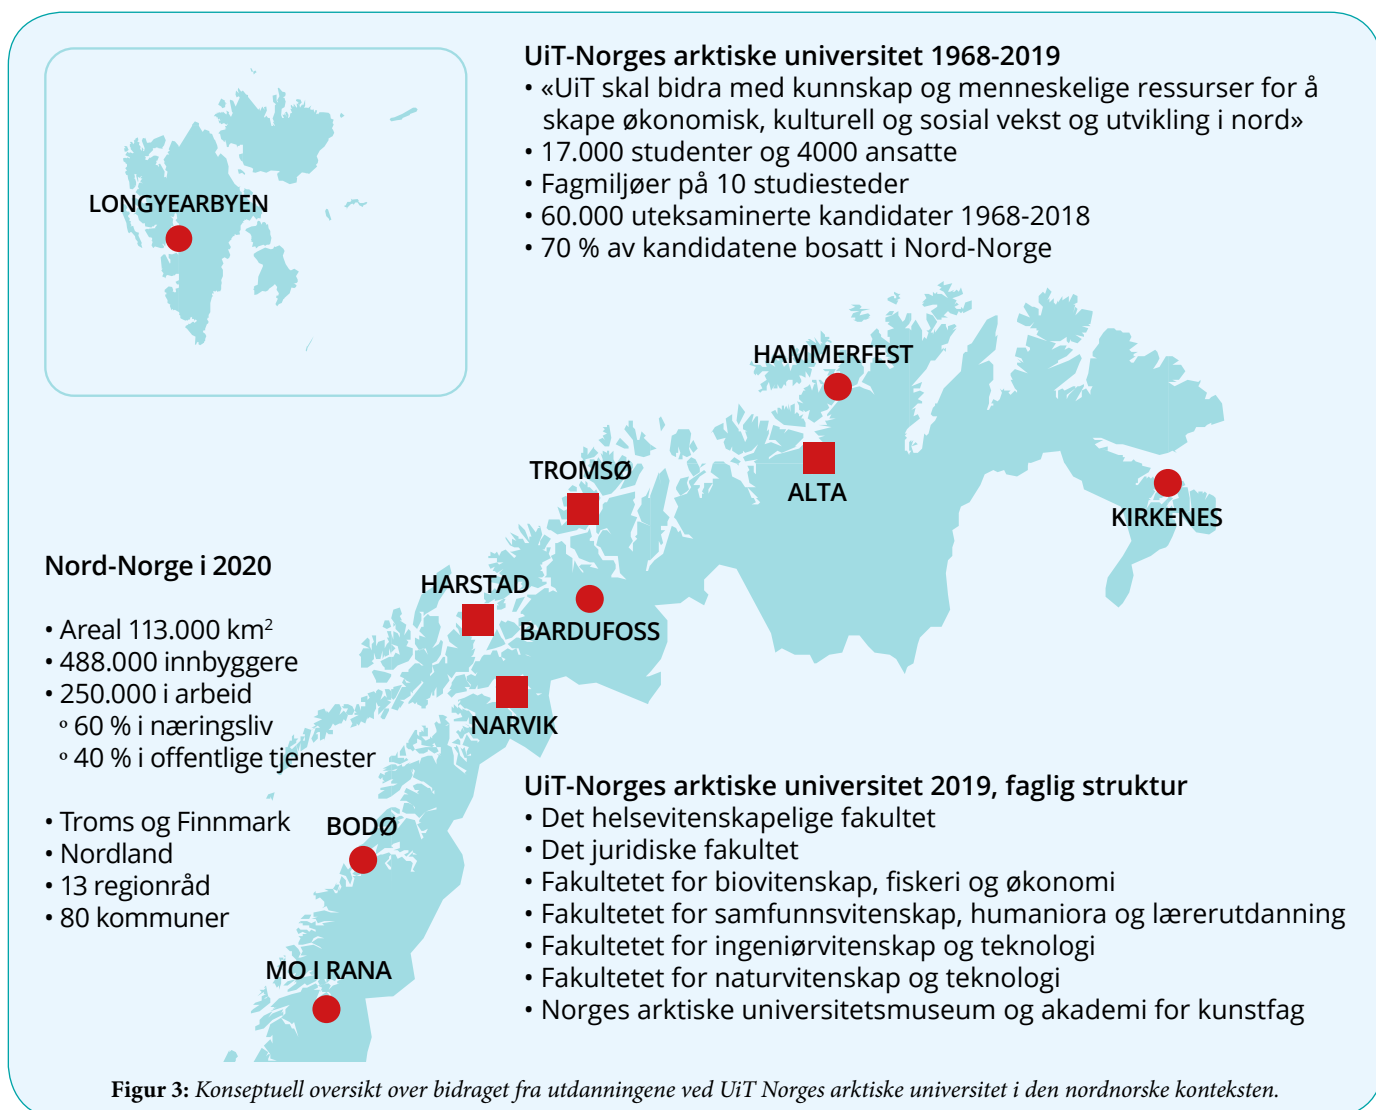 UiT-Norges arktiske universitet 1968-2019
• «UiT skal bidra med kunnskap og menneskelige ressurser for å
skape økonomisk, kulturell og sosial vekst og utvikling i nord»
• 17.000 studenter og 4000 ansatte
• Fagmiljøer på 10 studiesteder
• 60.000 uteksaminerte kandidater 1968-2018
• 70 % av kandidatene bosatt i Nord-Norge
LONGYEARBYEN
HAMMERFEST
TROMSØ
ALTA
KIRKENES
HARSTAD
BARDUFOSS
NARVIK
BODØ
MO I RANA
Nord-Norge i 2020
• Areal 113.000 km²
• 488.000 innbyggere
• 250.000 i arbeid
º 60 % i næringsliv
º 40 % i offentlige tjenester
• Troms og Finnmark
• Nordland
• 13 regionråd
• 80 kommuner
UiT-Norges arktiske universitet 2019, faglig struktur
• Det helsevitenskapelige fakultet
• Det juridiske fakultet
• Fakultetet for biovitenskap, fiskeri og økonomi
• Fakultetet for samfunnsvitenskap, humaniora og lærerutdanning
• Fakultetet for ingeniørvitenskap og teknologi
• Fakultetet for naturvitenskap og teknologi
• Norges arktiske universitetsmuseum og akademi for kunstfag
Figur 3: Konseptuell oversikt over bidraget fra utdanningene ved UiT Norges arktiske universitet i den nordnorske konteksten.